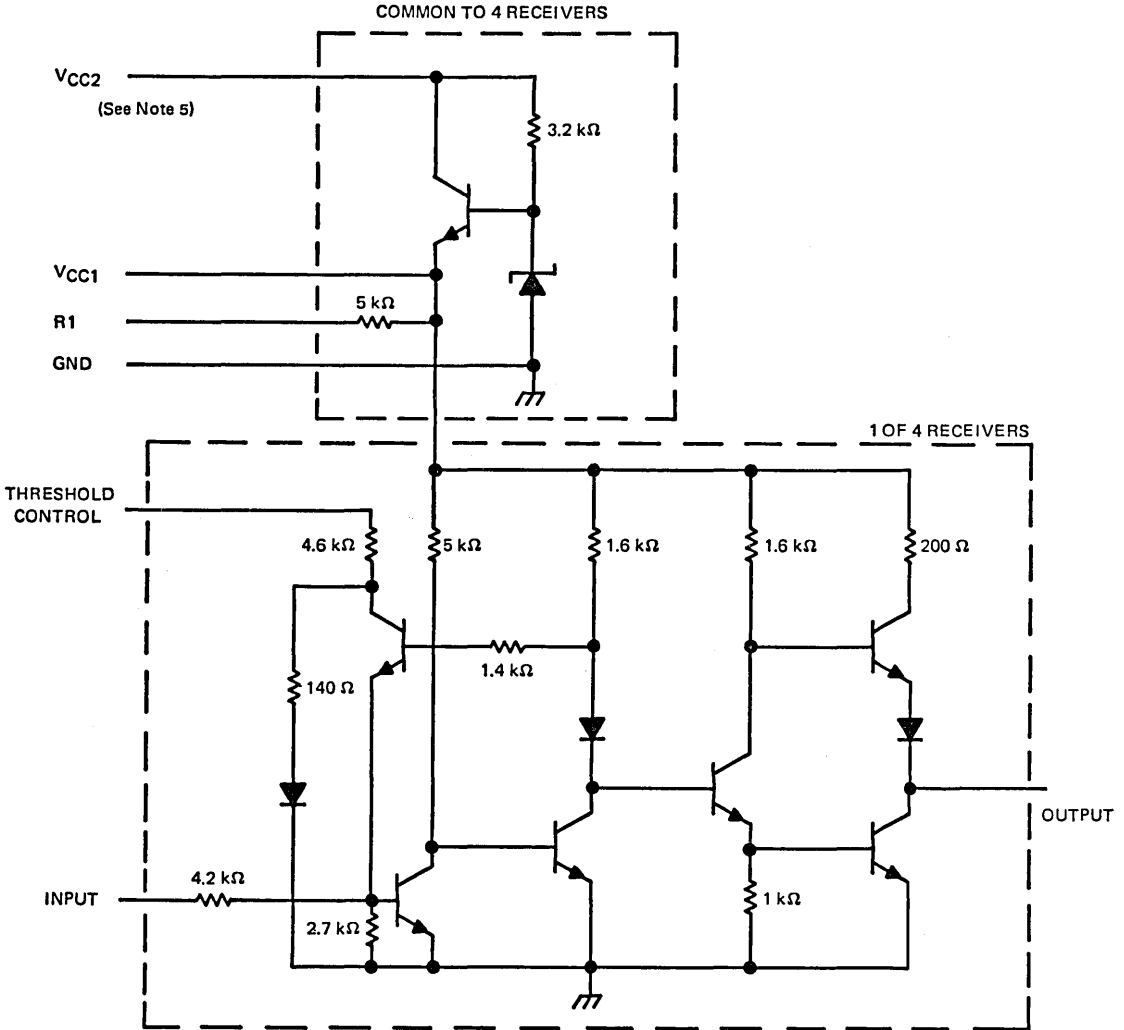 COMMON TO 4 RECEIVERS
VCC2
(See Note 5)
3.2 kΩ
VCC1
5 kΩ
R1
GND
1 OF 4 RECEIVERS
THRESHOLD
CONTROL
4.6 kΩ
5 kΩ
1.6 kΩ
1.6 kΩ
200 Ω
1.4 kΩ
140 Ω
OUTPUT
4.2 kΩ
INPUT
1 kΩ
2.7 kΩ